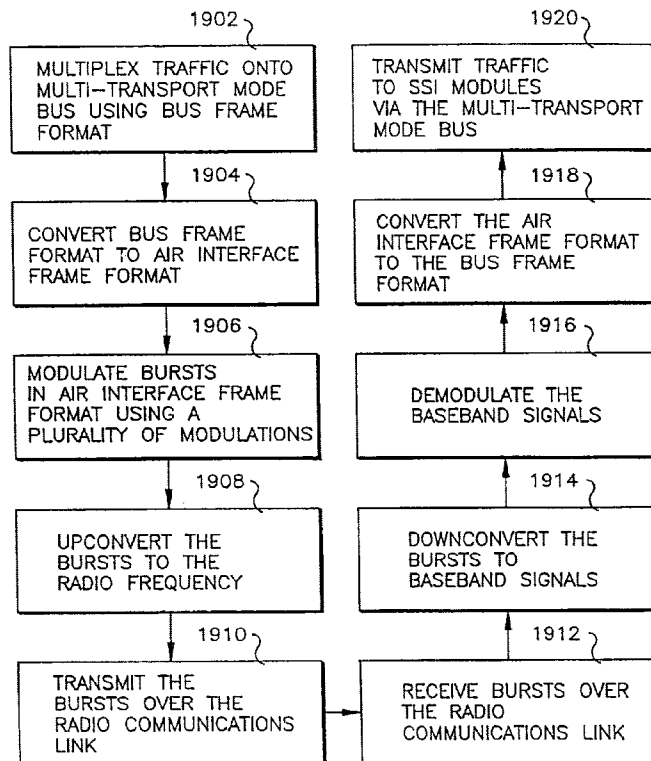 1902
MULTIPLEX TRAFFIC ONTO
MULTI-TRANSPORT MODE
BUS USING BUS FRAME
FORMAT
1904
CONVERT BUS FRAME
FORMAT TO AIR INTERFACE
FRAME FORMAT
1906
MODULATE BURSTS
IN AIR INTERFACE FRAME
FORMAT USING A
PLURALITY OF MODULATIONS
1908
UPCONVERT THE
BURSTS TO THE
RADIO FREQUENCY
1910
TRANSMIT THE
BURSTS OVER THE
RADIO COMMUNICATIONS
LINK
1912
RECEIVE BURSTS OVER
THE RADIO
COMMUNICATIONS LINK
1914
DOWNCONVERT THE
BURSTS TO
BASEBAND SIGNALS
1916
DEMODULATE THE
BASEBAND SIGNALS
1918
CONVERT THE AIR
INTERFACE FRAME FORMAT
TO THE BUS FRAME
FORMAT
1920
TRANSMIT TRAFFIC
TO SSI MODULES
VIA THE MULTI-TRANSPORT
MODE BUS